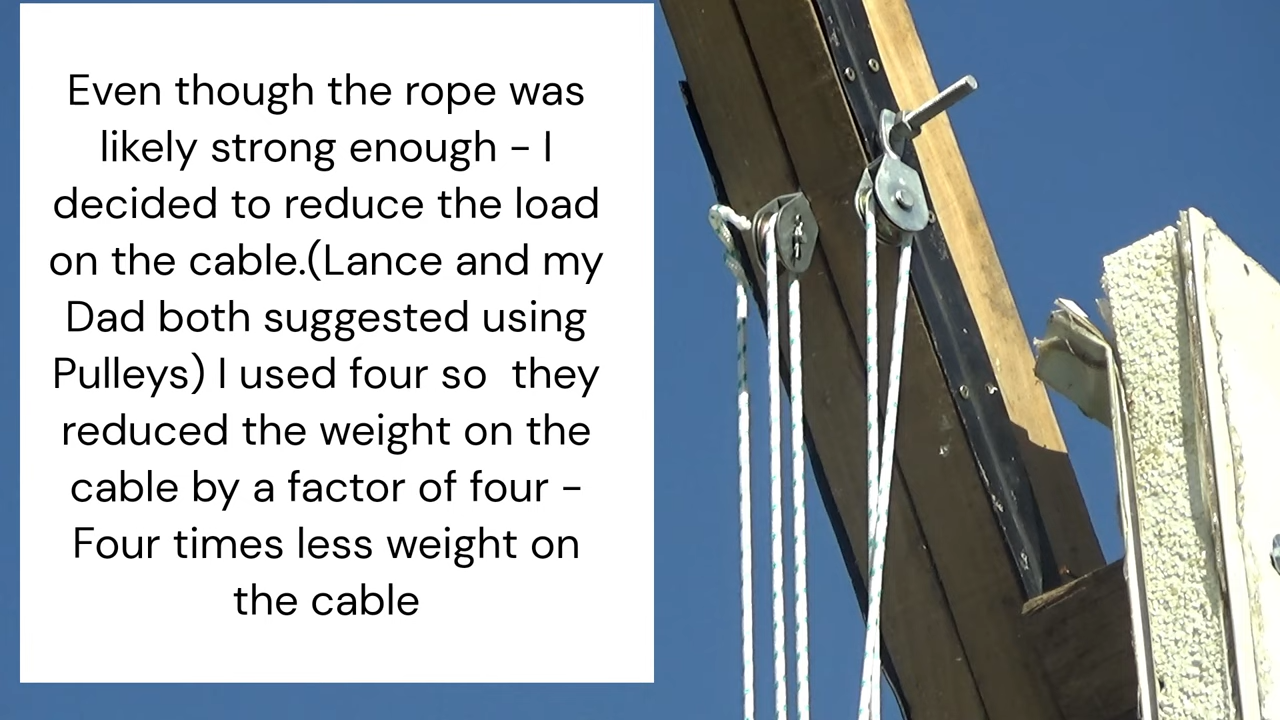 Even though the rope was
likely strong enough - I
decided to reduce the load
on the cable.(Lance and my
Dad both suggested using
Pulleys) I used four so  they
reduced the weight on the
cable by a factor of four -
Four times less weight on
the cable